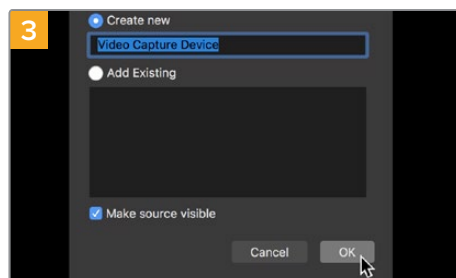 3
Create new
Video Capture Device
Add Existing
Make source visible
Cancel OK